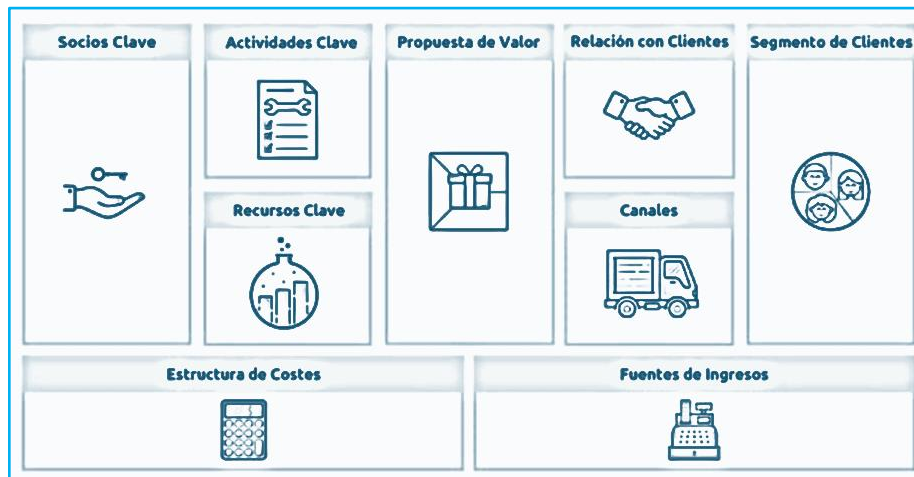 Socios Clave
Actividades Clave
Propuesta de Valor
Relación con Clientes
Segmento de Clientes
Recursos Clave
Canales
Estructura de Costes
Fuentes de Ingresos